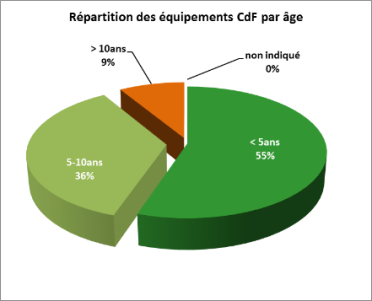 Répartition des équipements CdF par âge
> 10ans
9%
non indiqué
0%
< 5ans
55%
5-10ans
36%